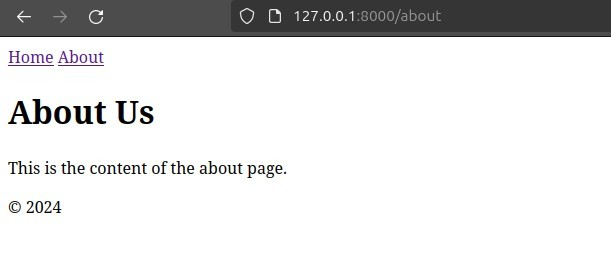 127.0.0.1:8000/about
Home About
About Us
This is the content of the about page.
© 2024